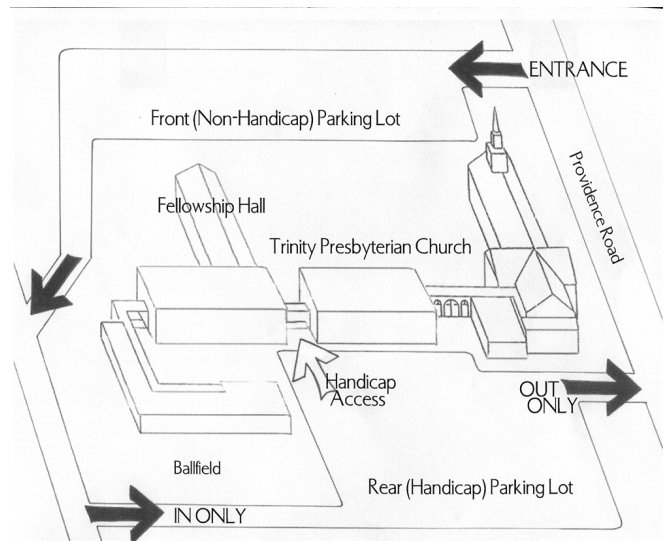 ENTRANCE
Front (Non-Handicap) Parking Lot
Providence Road
Fellowship Hall
Trinity Presbyterian Church
Handicap
Access
OUT
ONLY
Ballfield
Rear (Handicap) Parking Lot
IN ONLY